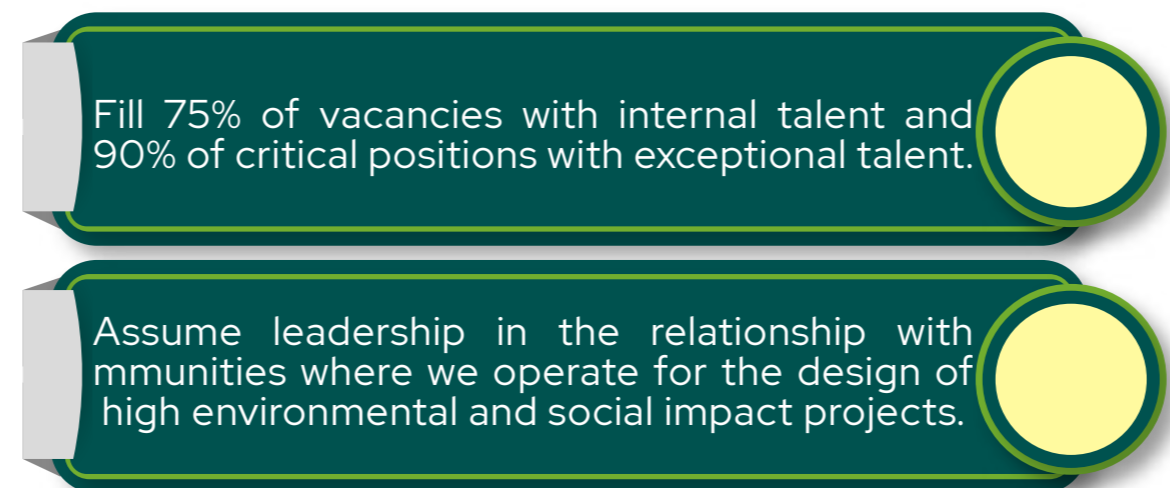 Fill 75% of vacancies with internal talent and
90% of critical positions with exceptional talent.
Assume leadership in the relationship with
mmunities where we operate for the design of
high environmental and social impact projects.